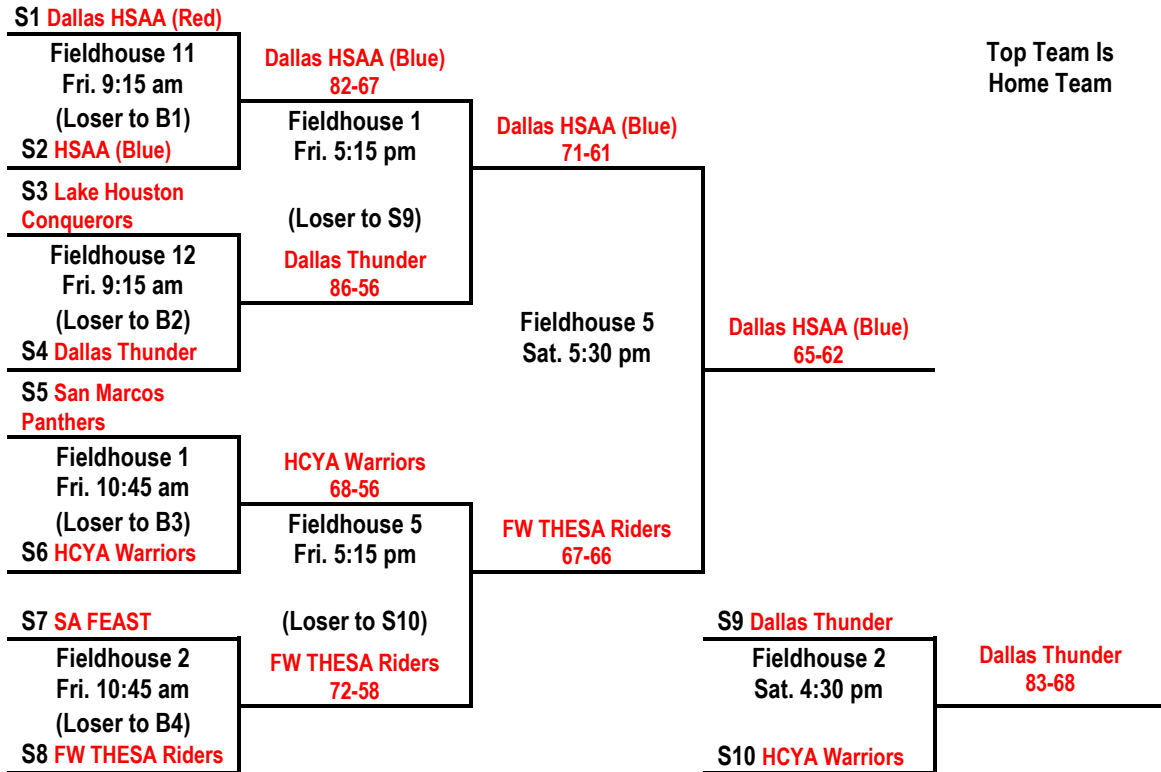 S1 Dallas HSAA (Red)
Fieldhouse 11
Fri. 9:15 am
(Loser to B1)
S2 HSAA (Blue)
S3 Lake Houston
Conquerors
Fieldhouse 12
Fri. 9:15 am
(Loser to B2)
S4 Dallas Thunder
S5 San Marcos
Panthers
Fieldhouse 1
Fri. 10:45 am
(Loser to B3)
S6 HCYA Warriors
S7 SA FEAST
Fieldhouse 2
Fri. 10:45 am
(Loser to B4)
S8 FW THESA Riders
Dallas HSAA (Blue)
82-67
Fieldhouse 1
Fri. 5:15 pm
(Loser to S9)
Dallas Thunder
86-56
HCYA Warriors
68-56
Fieldhouse 5
Fri. 5:15 pm
(Loser to S10)
FW THESA Riders
72-58
Dallas HSAA (Blue)
71-61
Fieldhouse 5
Sat. 5:30 pm
FW THESA Riders
67-66
Dallas HSAA (Blue)
65-62
S9 Dallas Thunder
Fieldhouse 2
Sat. 4:30 pm
S10 HCYA Warriors
Top Team Is
Home Team
Dallas Thunder
83-68